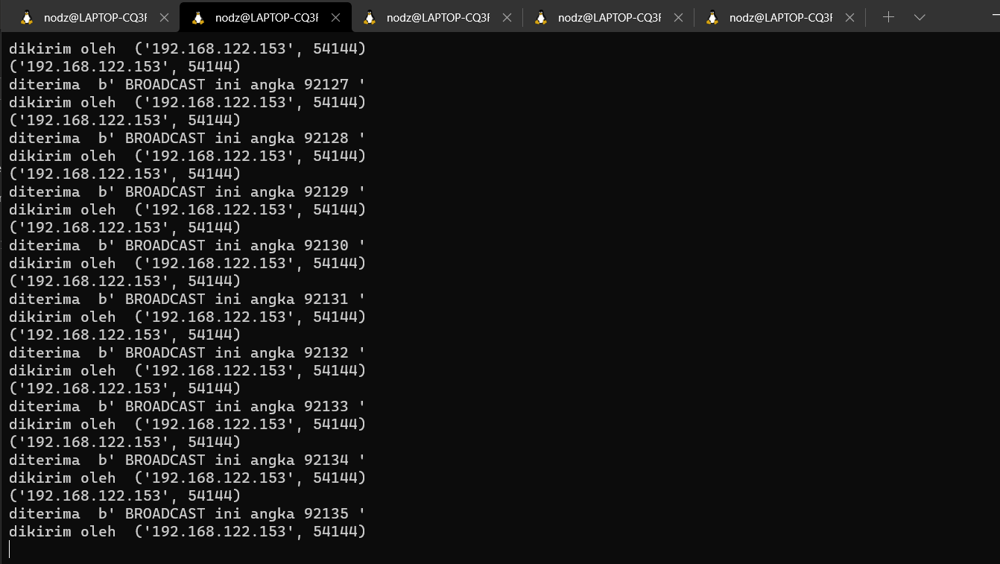 nodz@LAPTOP-CQ3F nodz@LAPTOP-CQ3F nodz@LAPTOP-CQ3F nodz@LAPTOP-CQ3F nodz@LAPTOP-CQ3F
dikirim oleh  ('192.168.122.153', 54144)
('192.168.122.153', 54144)
diterima  b' BROADCAST ini angka 92127 '
dikirim oleh  ('192.168.122.153', 54144)
('192.168.122.153', 54144)
diterima  b' BROADCAST ini angka 92128 '
dikirim oleh  ('192.168.122.153', 54144)
('192.168.122.153', 54144)
diterima  b' BROADCAST ini angka 92129 '
dikirim oleh  ('192.168.122.153', 54144)
('192.168.122.153', 54144)
diterima  b' BROADCAST ini angka 92130 '
dikirim oleh  ('192.168.122.153', 54144)
('192.168.122.153', 54144)
diterima  b' BROADCAST ini angka 92131 '
dikirim oleh  ('192.168.122.153', 54144)
('192.168.122.153', 54144)
diterima  b' BROADCAST ini angka 92132 '
dikirim oleh  ('192.168.122.153', 54144)
('192.168.122.153', 54144)
diterima  b' BROADCAST ini angka 92133 '
dikirim oleh  ('192.168.122.153', 54144)
('192.168.122.153', 54144)
diterima  b' BROADCAST ini angka 92134 '
dikirim oleh  ('192.168.122.153', 54144)
('192.168.122.153', 54144)
diterima  b' BROADCAST ini angka 92135 '
dikirim oleh  ('192.168.122.153', 54144)